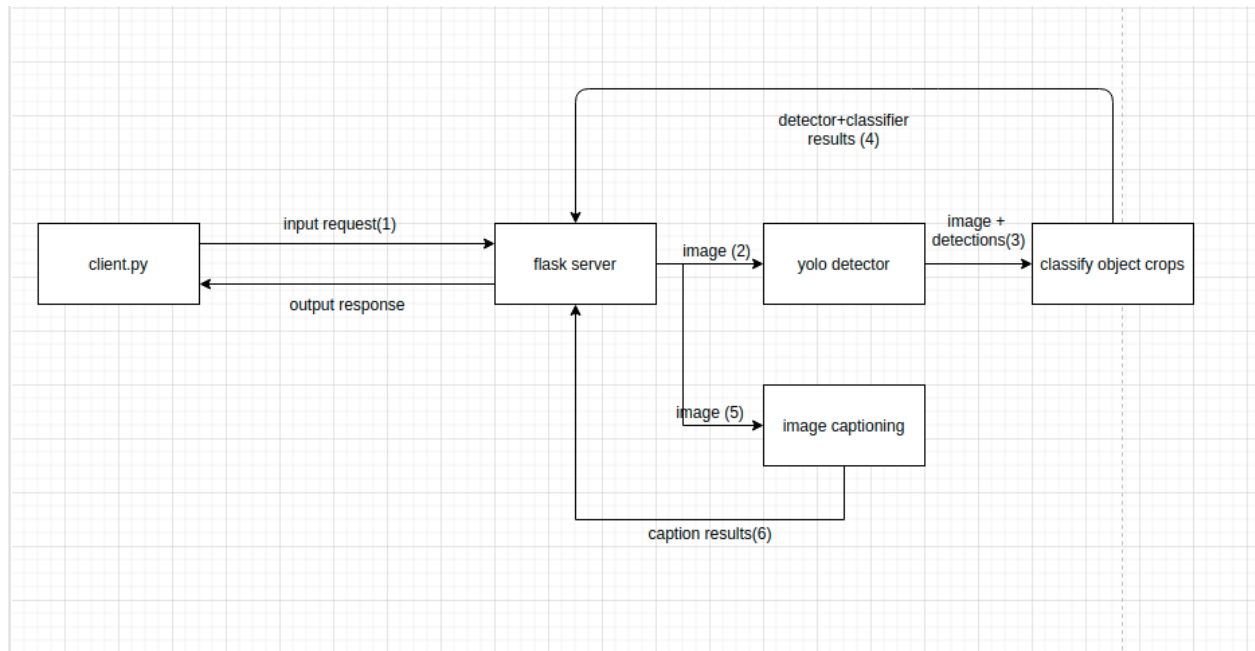 detector+classifier
results (4)
input request(1)
image +
detections(3)
client.py
flask server
image (2)
yolo detector
classify object crops
output response
image (5)
image captioning
caption results(6)